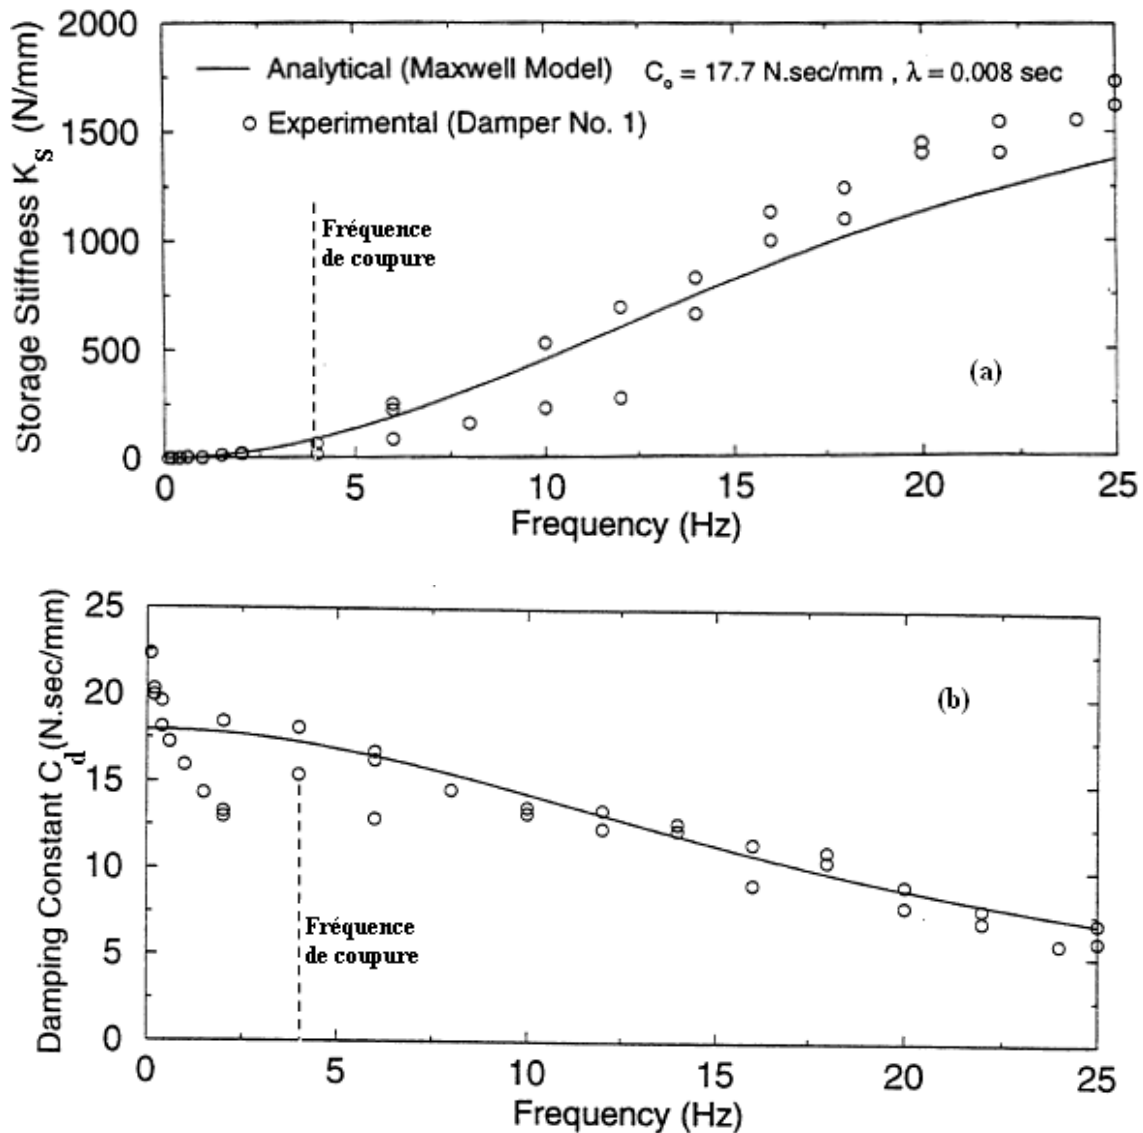 2000
1500
1000
500
0
Storage Stiffness K_S (N/mm)
Analytical (Maxwell Model) C_o = 17.7 N.sec/mm , λ = 0.008 sec
Experimental (Damper No. 1)
Fréquence
de coupure
(a)
0 5 10 15 20 25
Frequency (Hz)
25
20
15
10
5
0
Damping Constant C_d (N.sec/mm)
(b)
Fréquence
de coupure
0 5 10 15 20 25
Frequency (Hz)